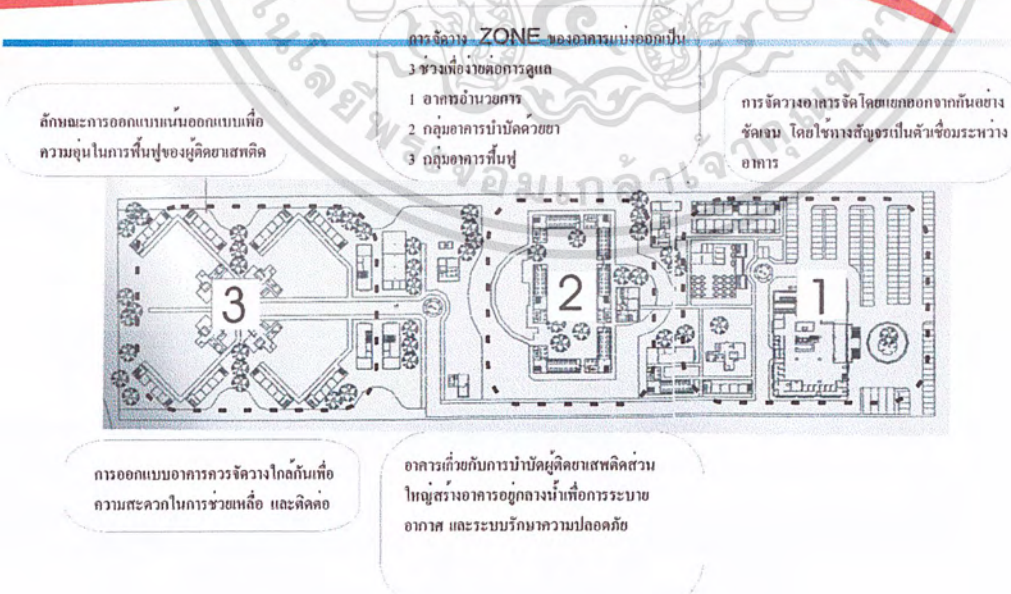 การจัดวาง ZONE ของอาคารแบ่งออกเป็น
3 ช่วงเพื่อง่ายต่อการดูแล
1 อาคารอำนวยการ
2 กลุ่มอาคารบำบัดด้วยยา
3 กลุ่มอาคารฟื้นฟู
ลักษณะการออกแบบเน้นออกแบบเพื่อ
ความอุ่นในการฟื้นฟูของผู้ติดยาเสพติด
การจัดวางอาคารจัดโดยแยกออกจากกันอย่าง
ชัดเจน โดยใช้ทางสัญจรเป็นตัวเชื่อมระหว่าง
อาคาร
3
2
1
การออกแบบอาคารควรจัดวางใกล้กันเพื่อ
ความสะดวกในการช่วยเหลือ และติดต่อ
อาคารเกี่ยวกับการบำบัดผู้ติดยาเสพติดส่วน
ใหญ่สร้างอาคารอยู่กลางน้ำเพื่อการระบาย
อากาศ และระบบรักษาความปลอดภัย